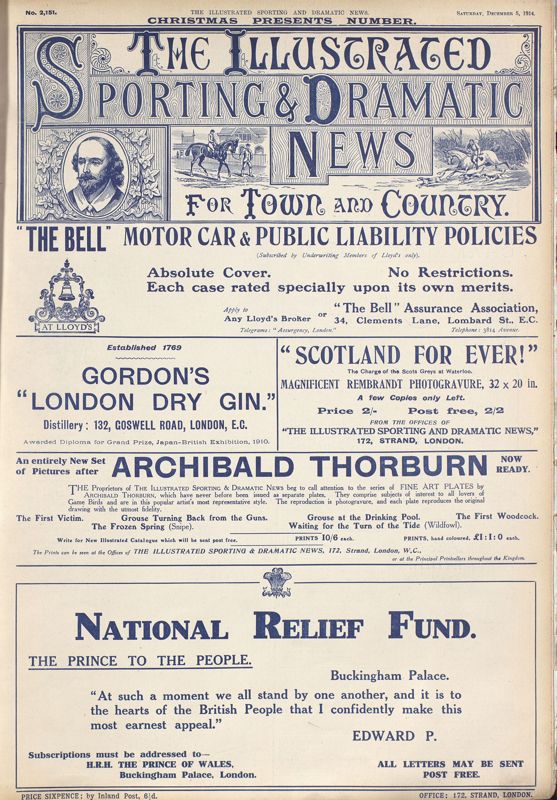 No. 2,151.
THE ILLUSTRATED SPORTING AND DRAMATIC NEWS.
SATURDAY, DECEMBER 5, 1914.
CHRISTMAS PRESENTS NUMBER.
THE ILLUSTRATED
SPORTING & DRAMATIC
NEWS
FOR TOWN AND COUNTRY.
"THE BELL" MOTOR CAR & PUBLIC LIABILITY POLICIES
(Subscribed by Underwriting Members of Lloyd's only).
AT LLOYD'S
Absolute Cover. No Restrictions.
Each case rated specially upon its own merits.
Apply to
Any Lloyd's Broker or "The Bell" Assurance Association,
34, Clements Lane, Lombard St., E.C.
Telegrams: "Assurgency, London." Telephone: 3814 Avenue.
Established 1769
GORDON'S
"LONDON DRY GIN."
Distillery: 132, GOSWELL ROAD, LONDON, E.C.
Awarded Diploma for Grand Prize, Japan-British Exhibition, 1910.
"SCOTLAND FOR EVER!"
The Charge of the Scots Greys at Waterloo.
MAGNIFICENT REMBRANDT PHOTOGRAVURE, 32 x 20 in.
A few Copies only Left.
Price 2/- Post free, 2/2
FROM THE OFFICES OF
"THE ILLUSTRATED SPORTING AND DRAMATIC NEWS,"
172, STRAND, LONDON.
An entirely New Set
of Pictures after
ARCHIBALD THORBURN
NOW
READY.
THE Proprietors of THE ILLUSTRATED SPORTING & DRAMATIC NEWS beg to call attention to the series of FINE ART PLATES by
ARCHIBALD THORBURN, which have never before been issued as separate plates. They comprise subjects of interest to all lovers of
Game Birds and are in this popular artist's most representative style. The reproduction is photogravure, and each plate reproduces the original
drawing with the utmost fidelity.
The First Victim. Grouse Turning Back from the Guns. Grouse at the Drinking Pool. The First Woodcock.
The Frozen Spring (Snipe). Waiting for the Turn of the Tide (Wildfowl).
Write for New Illustrated Catalogue which will be sent post free. PRINTS 10/6 each. PRINTS, hand coloured, £1:1:0 each.
The Prints can be seen at the Offices of THE ILLUSTRATED SPORTING & DRAMATIC NEWS, 172, Strand, London, W.C.,
or at the Principal Printsellers throughout the Kingdom.
NATIONAL RELIEF FUND.
THE PRINCE TO THE PEOPLE.
Buckingham Palace.
"At such a moment we all stand by one another, and it is to
the hearts of the British People that I confidently make this
most earnest appeal."
EDWARD P.
Subscriptions must be addressed to—
H.R.H. THE PRINCE OF WALES,
Buckingham Palace, London.
ALL LETTERS MAY BE SENT
POST FREE.
PRICE SIXPENCE; by Inland Post, 6½d.
OFFICE: 172, STRAND, LONDON.